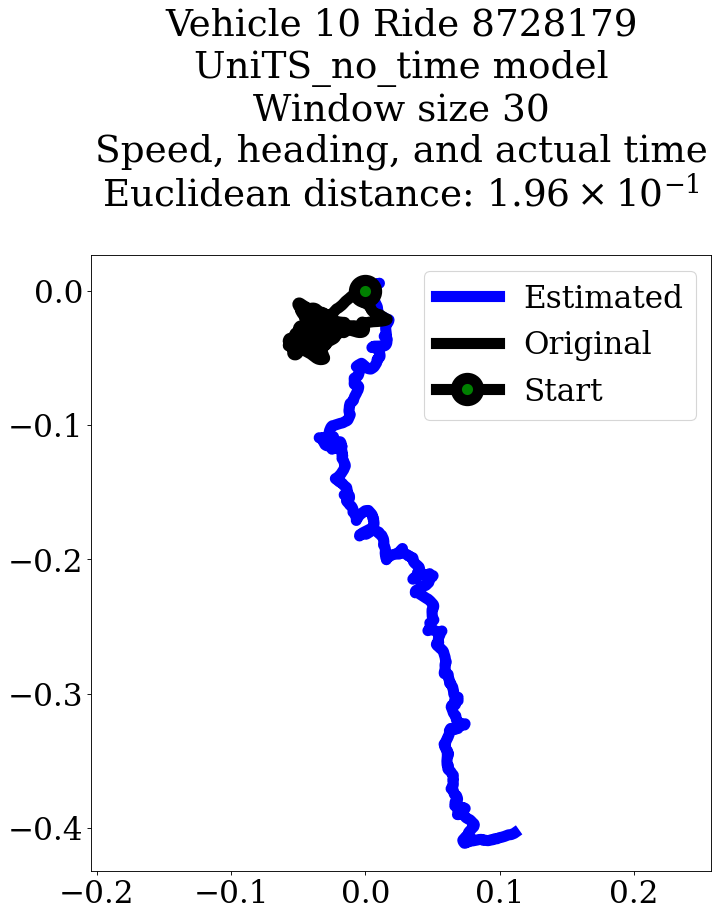 Vehicle 10 Ride 8728179
UniTS_no_time model
Window size 30
Speed, heading, and actual time
Euclidean distance: 1.96 × 10⁻¹
Estimated
Original
Start
0.0
−0.1
−0.2
−0.3
−0.4
−0.2 −0.1 0.0 0.1 0.2